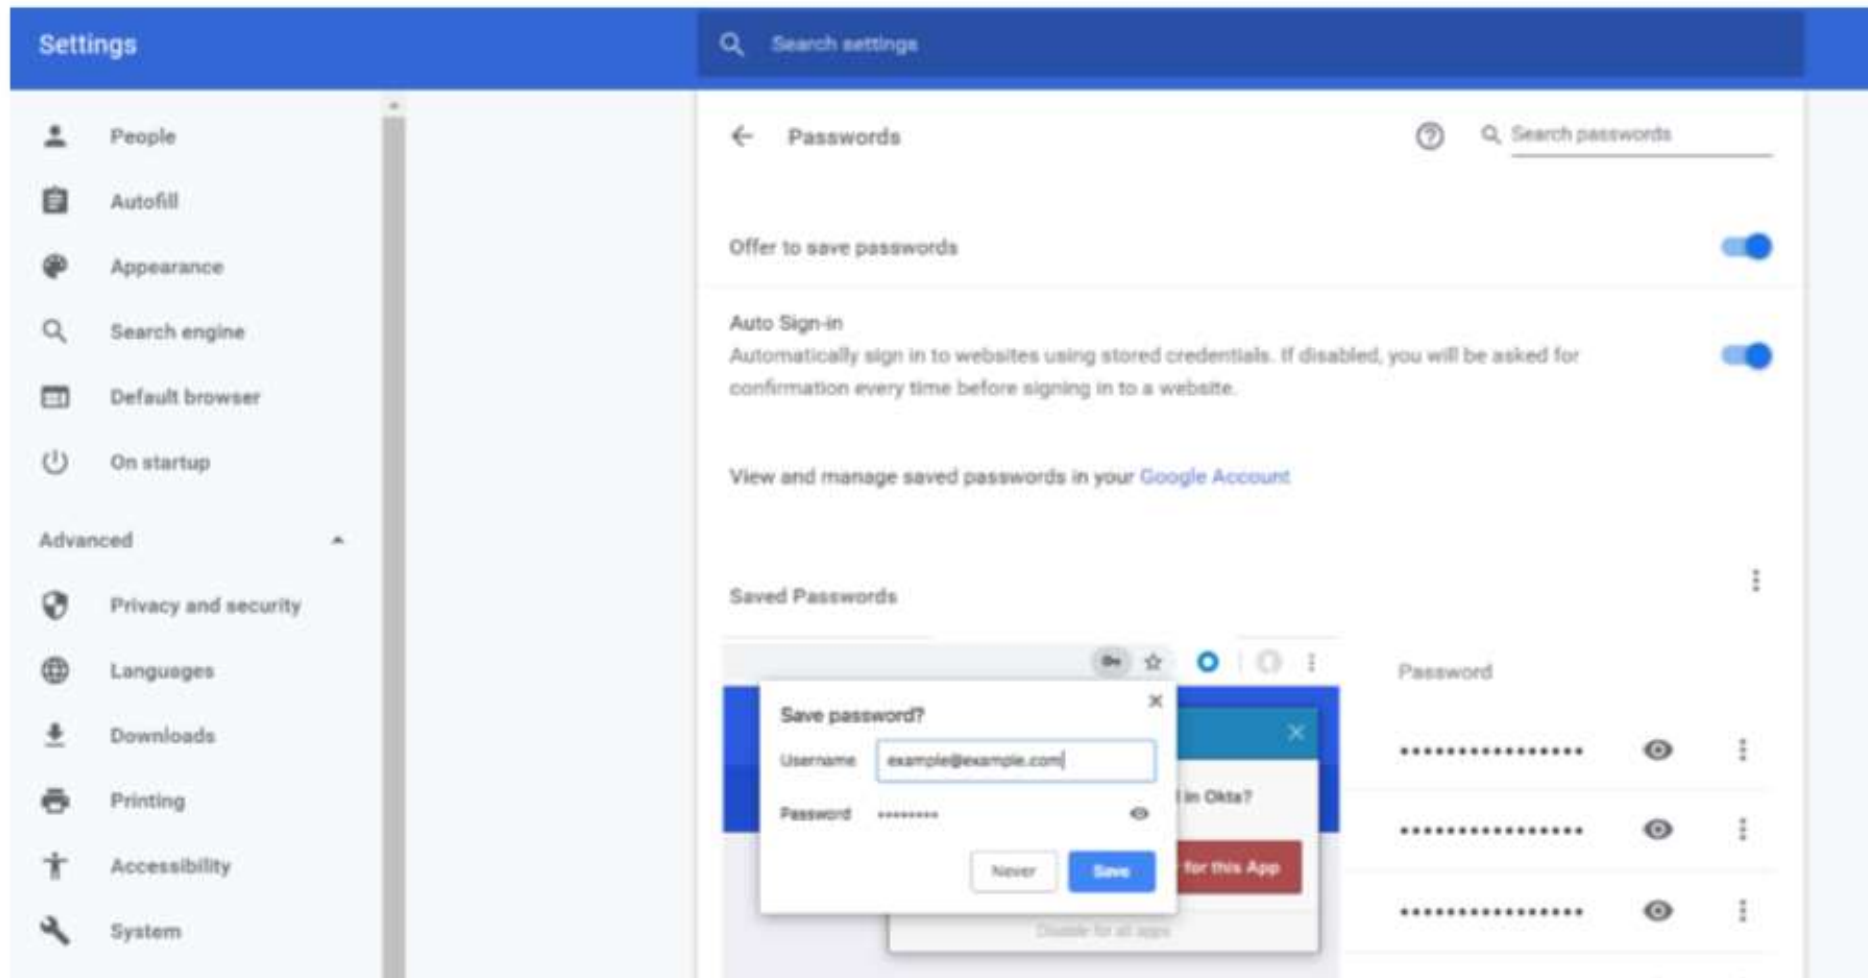 Settings
Search settings
People
Autofill
Appearance
Search engine
Default browser
On startup
Advanced
Privacy and security
Languages
Downloads
Printing
Accessibility
System
Passwords
Search passwords
Offer to save passwords
Auto Sign-in
Automatically sign in to websites using stored credentials. If disabled, you will be asked for
confirmation every time before signing in to a website.
View and manage saved passwords in your Google Account
Saved Passwords
Save password?
Username example@example.com
Password ••••••••
Never Save
in Okta?
for this App
Disable for all apps
Password
••••••••••••••••
••••••••••••••••
••••••••••••••••